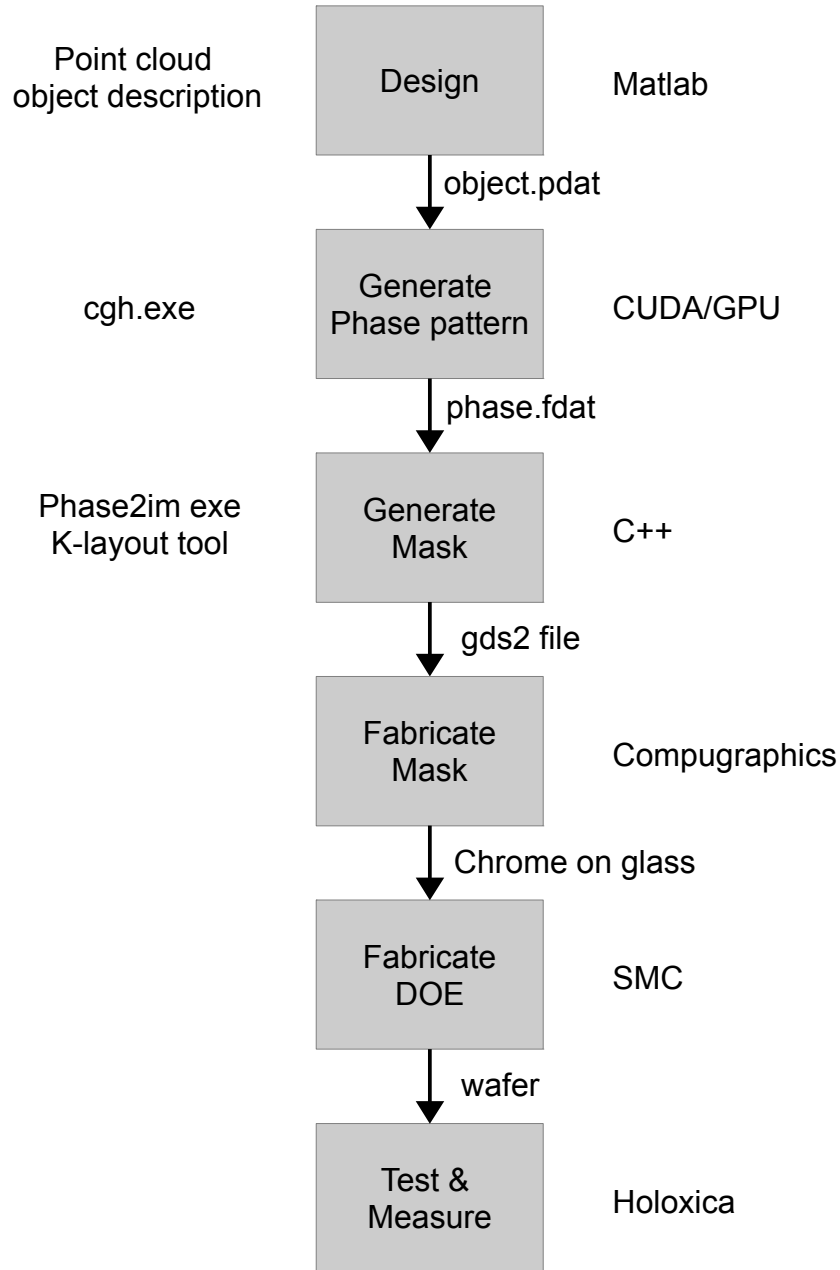 Point cloud
object description
Design
Matlab
object.pdat
cgh.exe
Generate
Phase pattern
CUDA/GPU
phase.fdat
Phase2im exe
K-layout tool
Generate
Mask
C++
gds2 file
Fabricate
Mask
Compugraphics
Chrome on glass
Fabricate
DOE
SMC
wafer
Test &
Measure
Holoxica